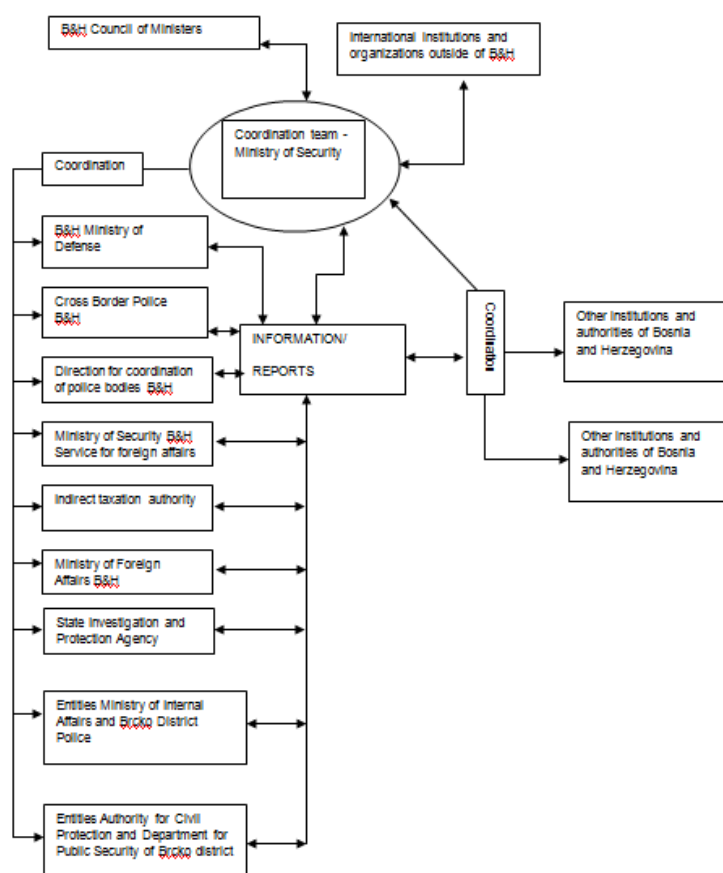 B&H Council of Ministers
International institutions and
organizations outside of B&H
Coordination team -
Ministry of Security
Coordination
B&H Ministry of
Defense
Cross Border Police
B&H
INFORMATION/
REPORTS
Coordinator
Other institutions and
authorities of Bosnia
and Herzegovina
Direction for coordination
of police bodies B&H
Ministry of Security B&H
Service for foreign affairs
Other institutions and
authorities of Bosnia
and Herzegovina
Indirect taxation authority
Ministry of Foreign
Affairs B&H
State Investigation and
Protection Agency
Entities Ministry of Internal
Affairs and Brcko District
Police
Entities Authority for Civil
Protection and Department for
Public Security of Brcko district